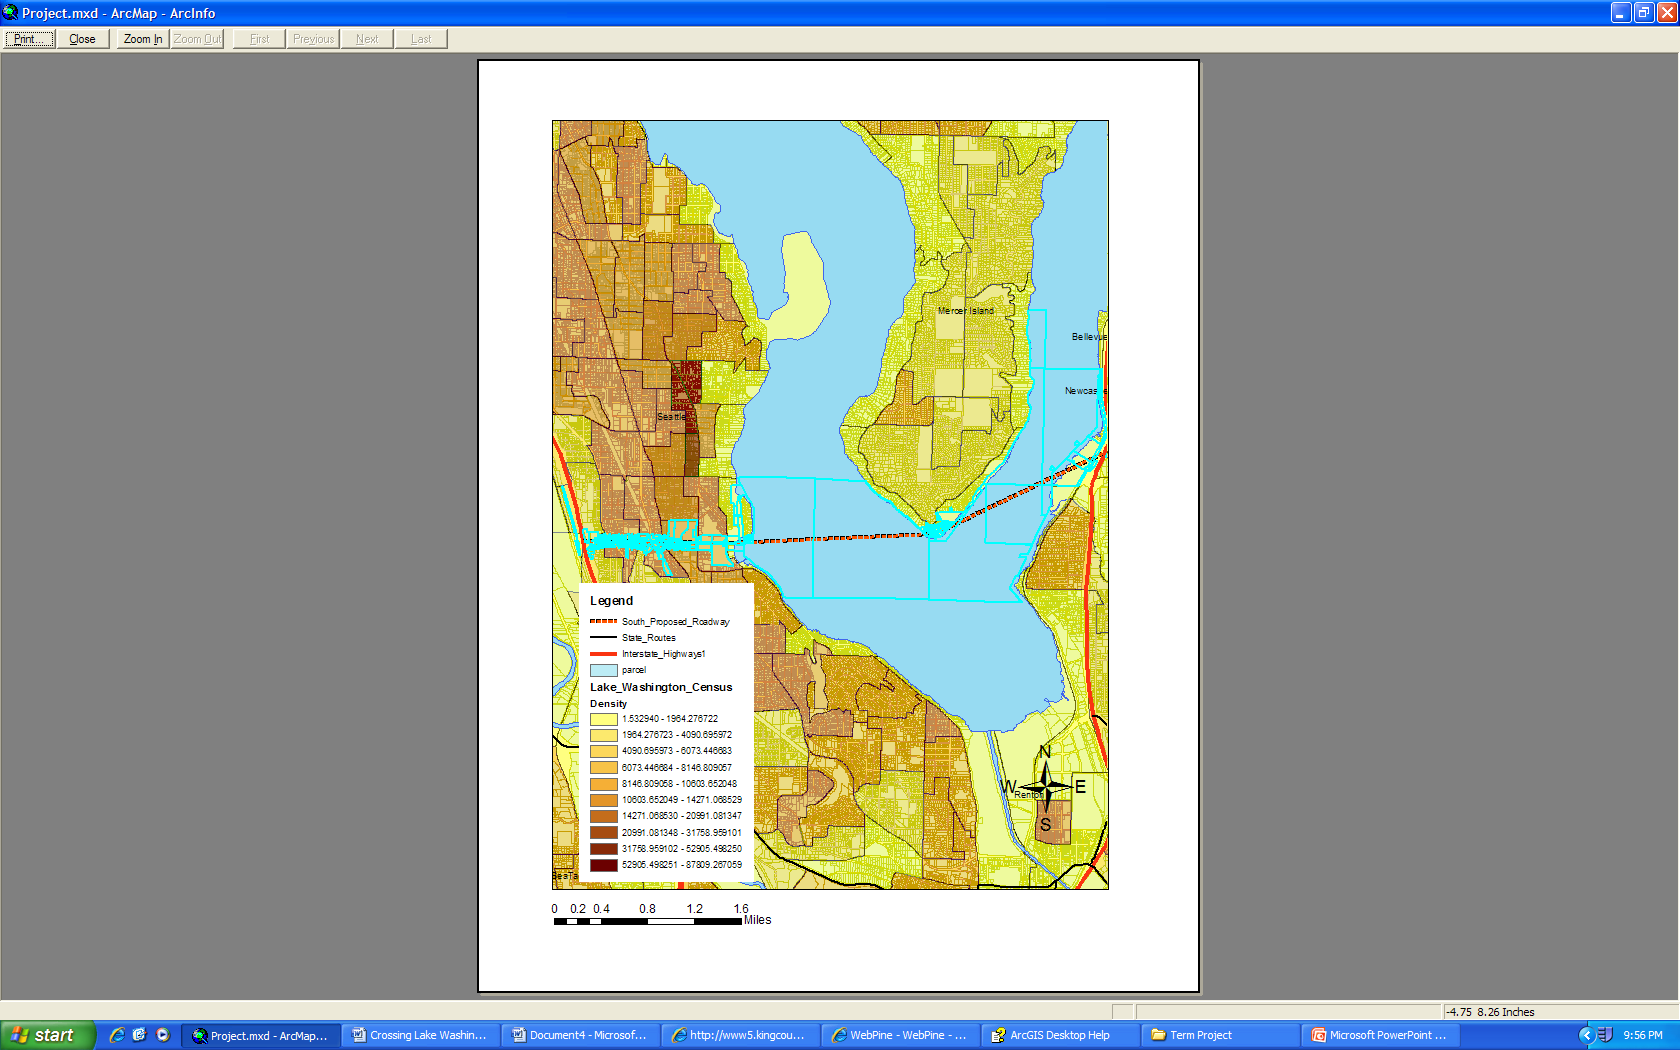 Project.mxd - ArcMap - ArcInfo
Print... Close Zoom In Zoom Out First Previous Next Last
Mercer Island
Bellevue
Newcas
Seattle
Legend
South_Proposed_Roadway
State_Routes
Interstate_Highways1
parcel
Lake_Washington_Census
Density
1.532940 - 1964.276722
1964.276723 - 4090.695972
4090.695973 - 6073.446683
6073.446684 - 8146.809057
8146.809058 - 10603.652048
10603.652049 - 14271.068529
14271.068530 - 20991.081347
20991.081348 - 31758.959101
31758.959102 - 52905.498250
52905.498251 - 87809.267059
N
W E
Renton
S
SeaTa
0 0.2 0.4 0.8 1.2 1.6
Miles
-4.75 8.26 Inches
start Project.mxd - ArcMap... Crossing Lake Washin... Document4 - Microsof... http://www5.kingcou... WebPine - WebPine - ... ArcGIS Desktop Help Term Project Microsoft PowerPoint ... 9:56 PM